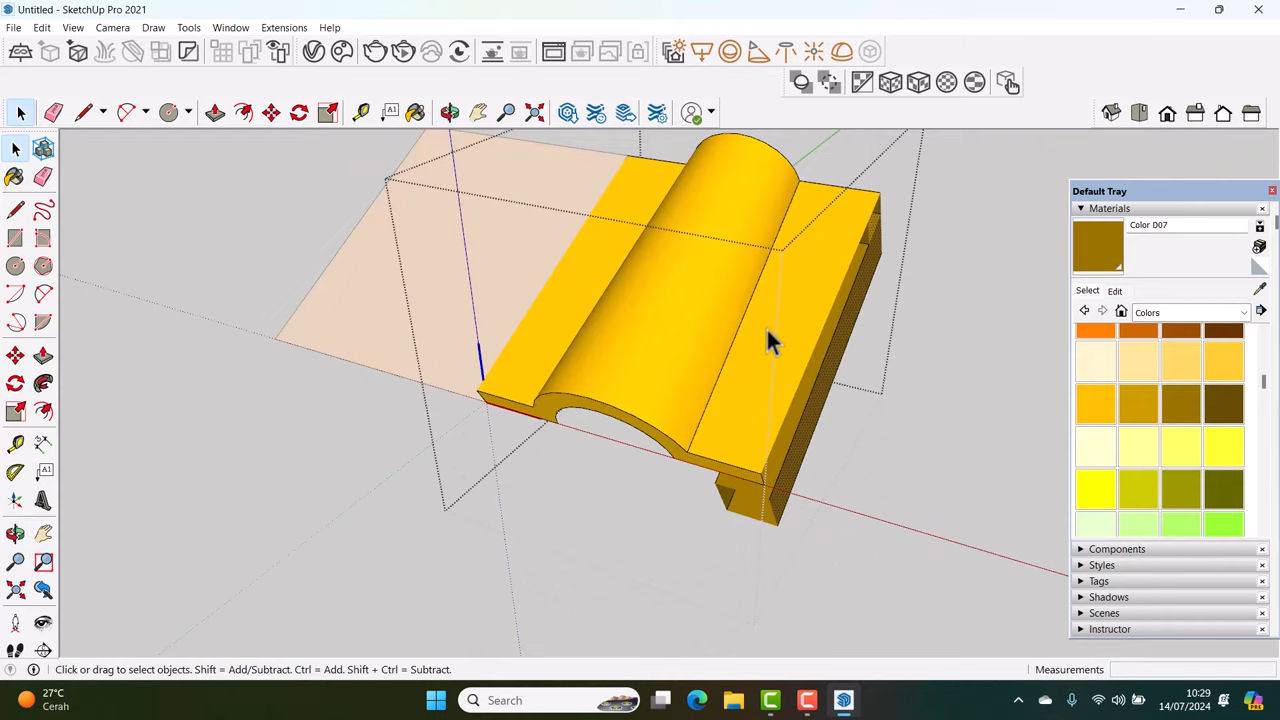 Untitled - SketchUp Pro 2021
File Edit View Camera Draw Tools Window Extensions Help
A1
Default Tray
Materials
Color D07
Select Edit
Colors
A1
Components
Styles
Tags
Shadows
Scenes
Instructor
Click or drag to select objects. Shift = Add/Subtract. Ctrl = Add. Shift + Ctrl = Subtract.
Measurements
27°C
Cerah
Search
10:29
14/07/2024